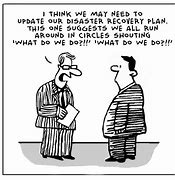 I THINK WE MAY NEED TO
UPDATE OUR DISASTER RECOVERY PLAN.
THIS ONE SUGGESTS WE ALL RUN
AROUND IN CIRCLES SHOUTING
'WHAT DO WE DO?!!' 'WHAT DO WE DO?!!'